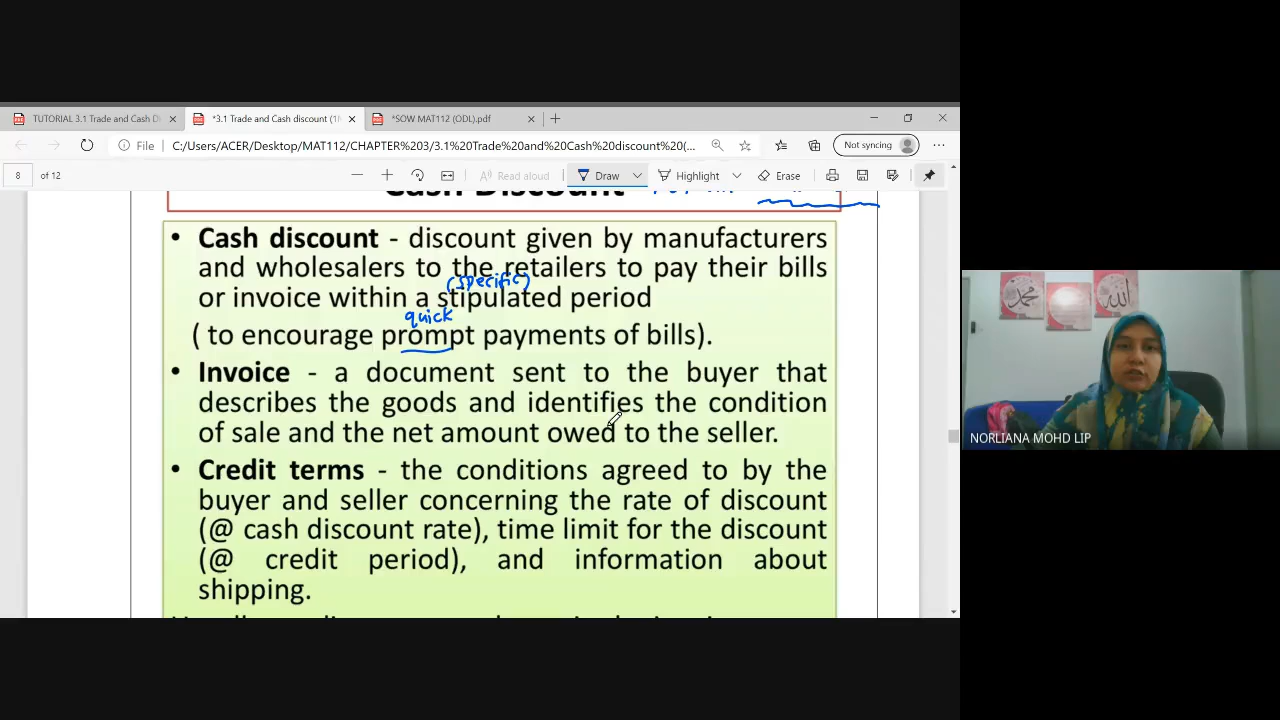 TUTORIAL 3.1 Trade and Cash D
*3.1 Trade and Cash discount (1
*SOW MAT112 (ODL).pdf
File
C:/Users/ACER/Desktop/MAT112/CHAPTER%203/3.1%20Trade%20and%20Cash%20discount%20(...
Not syncing
8 of 12
Read aloud
Draw
Highlight
Erase
Cash Discount
• Cash discount - discount given by manufacturers
and wholesalers to the retailers to pay their bills
(specific)
or invoice within a stipulated period
quick
( to encourage prompt payments of bills).
• Invoice - a document sent to the buyer that
describes the goods and identifies the condition
of sale and the net amount owed to the seller.
• Credit terms - the conditions agreed to by the
buyer and seller concerning the rate of discount
(@ cash discount rate), time limit for the discount
(@ credit period), and information about
shipping.
NORLIANA MOHD LIP
محمد
الله